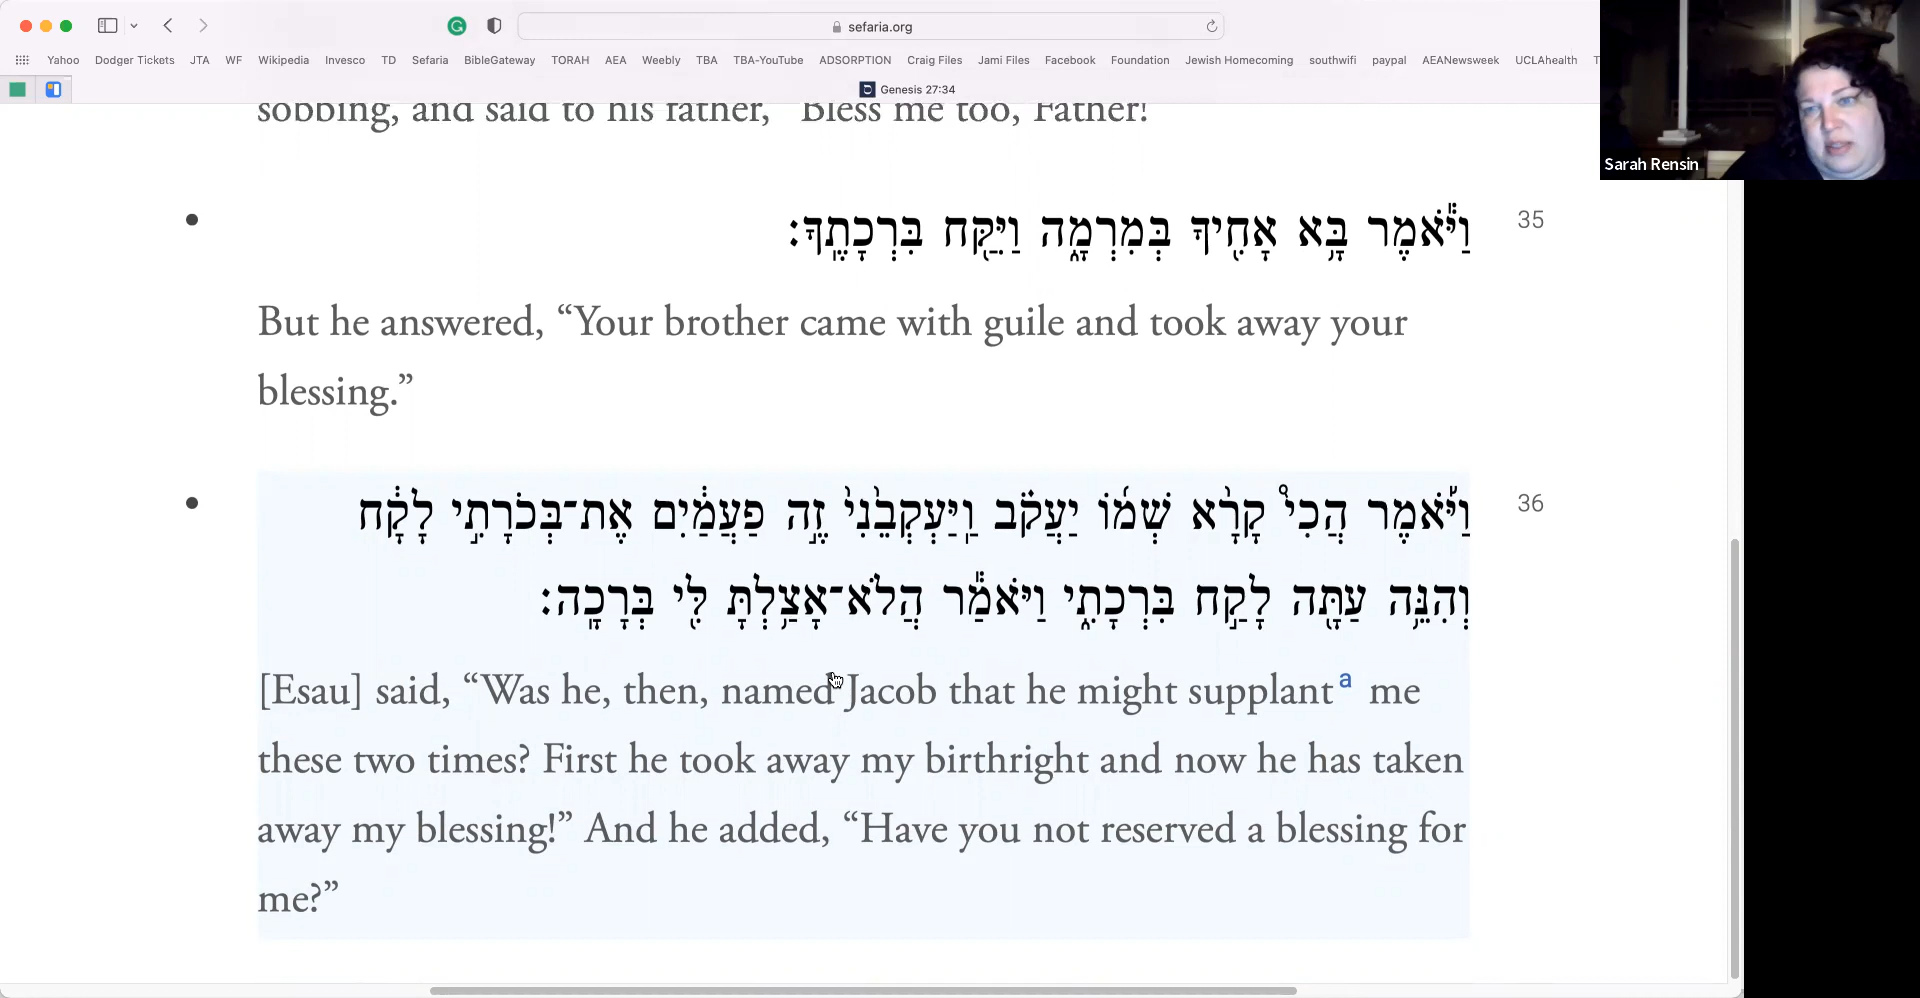 sefaria.org
Yahoo Dodger Tickets JTA WF Wikipedia Invesco TD Sefaria BibleGateway TORAH AEA Weebly TBA TBA-YouTube ADSORPTION Craig Files Jami Files Facebook Foundation Jewish Homecoming southwifi paypal AEANewsweek UCLAhealth
Genesis 27:34
Sarah Rensin
sobbing, and said to his father, “Bless me too, Father!
35
וַיֹּ֕אמֶר בָּ֥א אָחִ֖יךָ בְּמִרְמָ֑ה וַיִּקַּ֖ח בִּרְכָתֶֽךָ׃
But he answered, “Your brother came with guile and took away your
blessing.”
36
וַיֹּ֡אמֶר הֲכִי֩ קָרָ֨א שְׁמ֜וֹ יַעֲקֹ֗ב וַֽיַּעְקְבֵ֙נִי֙ זֶ֣ה פַעֲמַ֔יִם אֶת־בְּכֹרָתִ֣י לָקָ֔ח
וְהִנֵּ֥ה עַתָּ֖ה לָקַ֣ח בִּרְכָתִ֑י וַיֹּאמַ֕ר הֲלֹא־אָצַ֥לְתָּ לִּ֖י בְּרָכָֽה׃
[Esau] said, “Was he, then, named Jacob that he might supplant a me
these two times? First he took away my birthright and now he has taken
away my blessing!” And he added, “Have you not reserved a blessing for
me?”